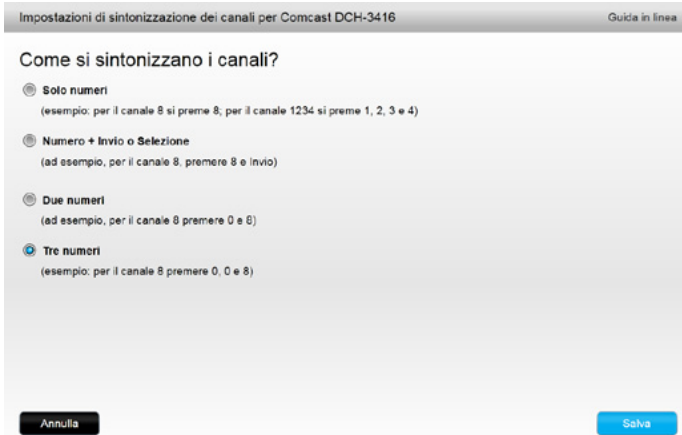 Impostazioni di sintonizzazione dei canali per Comcast DCH-3416
Guida in linea
Come si sintonizzano i canali?
Solo numeri
(esempio: per il canale 8 si preme 8; per il canale 1234 si preme 1, 2, 3 e 4)
Numero + Invio o Selezione
(ad esempio, per il canale 8, premere 8 e Invio)
Due numeri
(ad esempio, per il canale 8 premere 0 e 8)
Tre numeri
(esempio: per il canale 8 premere 0, 0 e 8)
Annulla
Salva